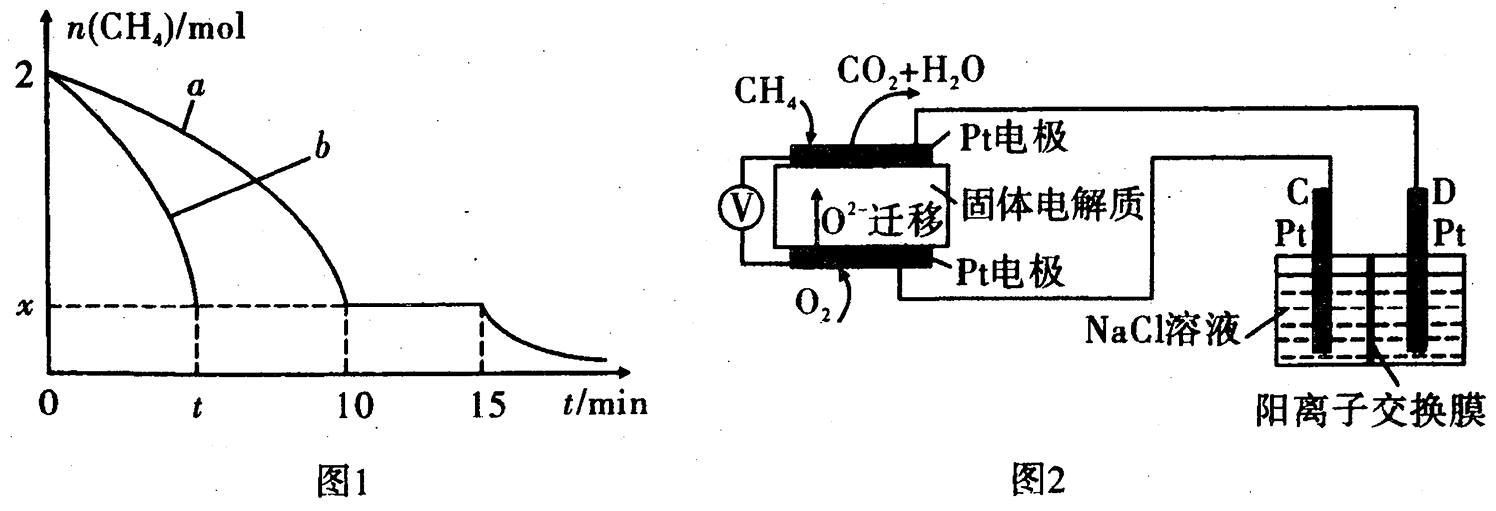 n(CH₄)/mol
2
a
b
x
0
t
10
15
t/min
图1
CH₄
CO₂+H₂O
Pt电极
V
O²⁻迁移
固体电解质
Pt电极
O₂
C
Pt
D
Pt
NaCl溶液
阳离子交换膜
图2